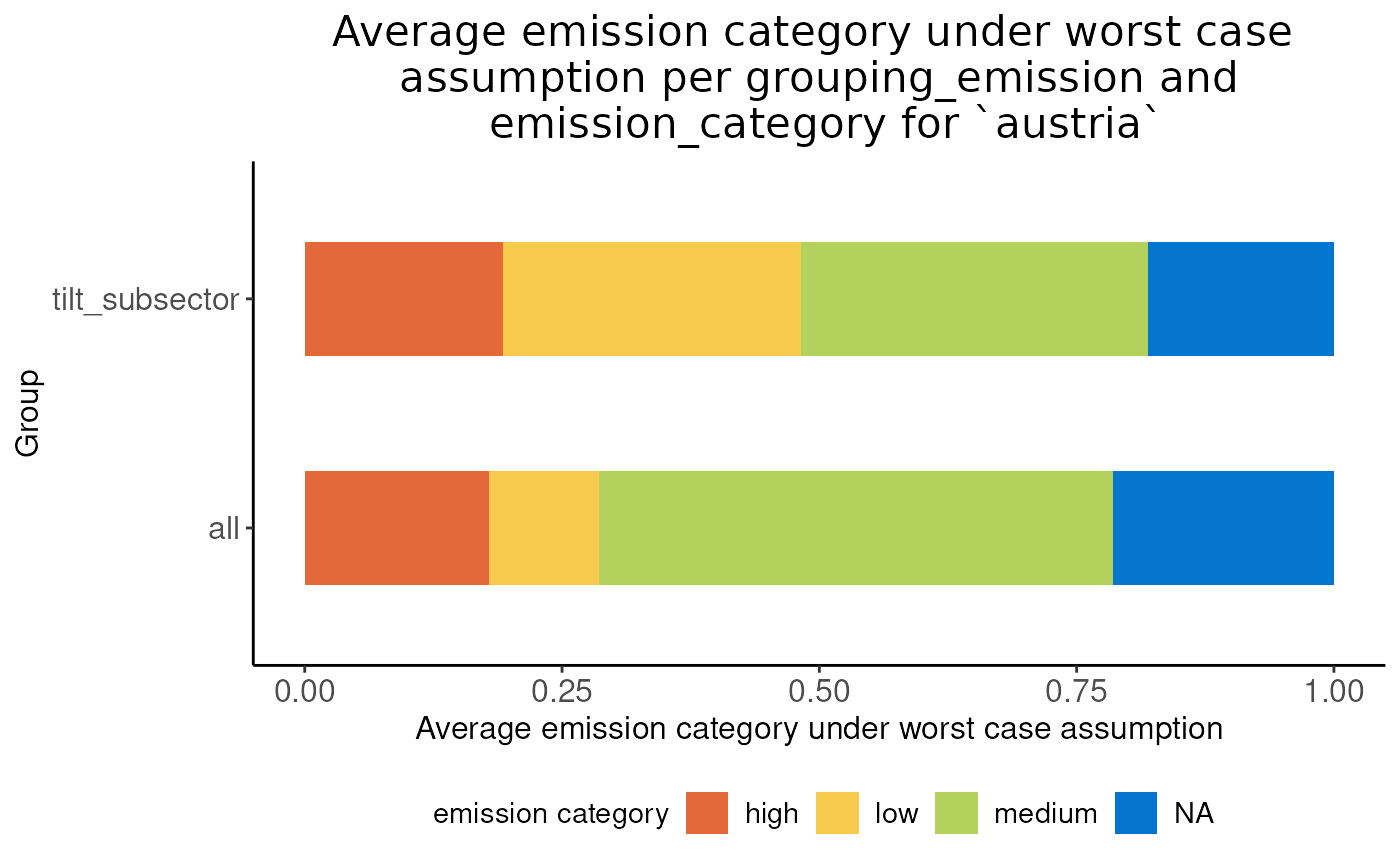 Average emission category under worst case
assumption per grouping_emission and
emission_category for `austria`
tilt_subsector
all
Group
0.00 0.25 0.50 0.75 1.00
Average emission category under worst case assumption
emission category high low medium NA